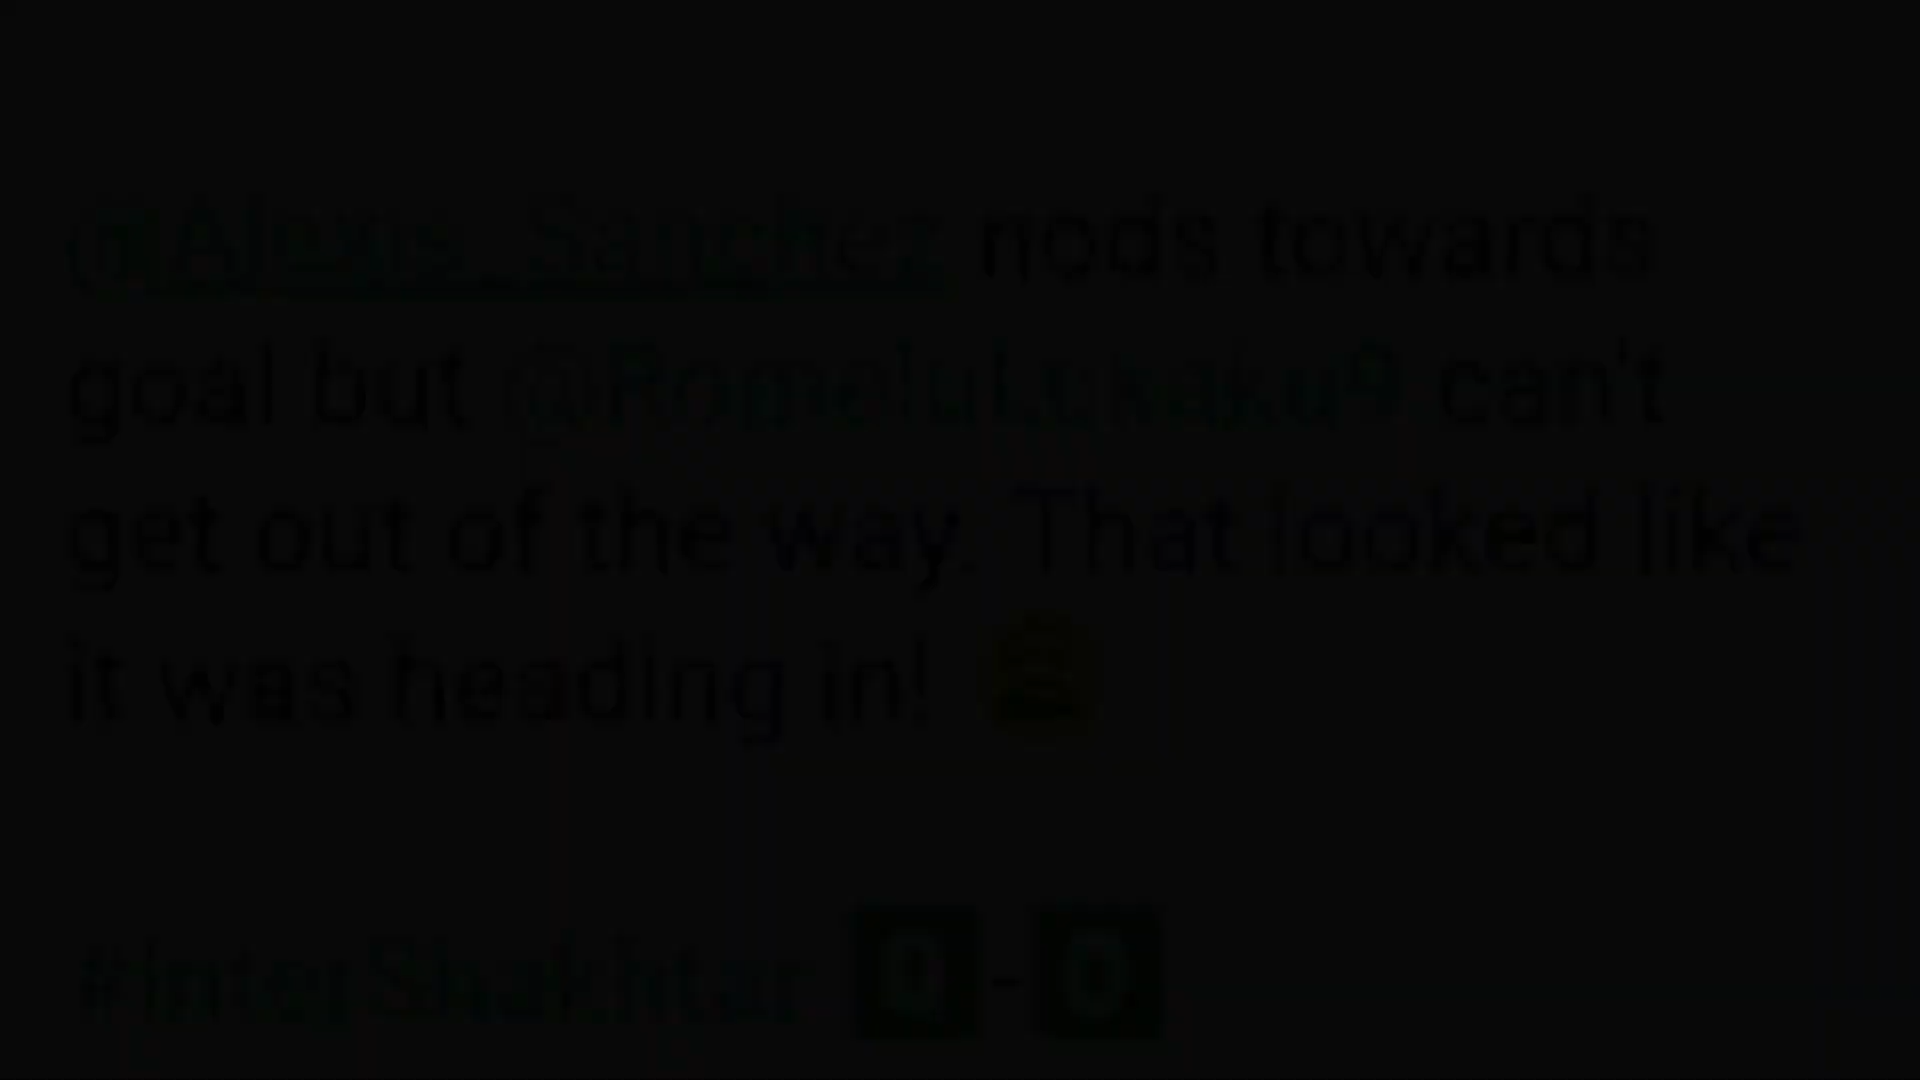 @Alexis_Sanchez nods towards
goal but @RomeluLukaku9 can't
get out of the way. That looked like
it was heading in!
#InterShakhtar 0-0